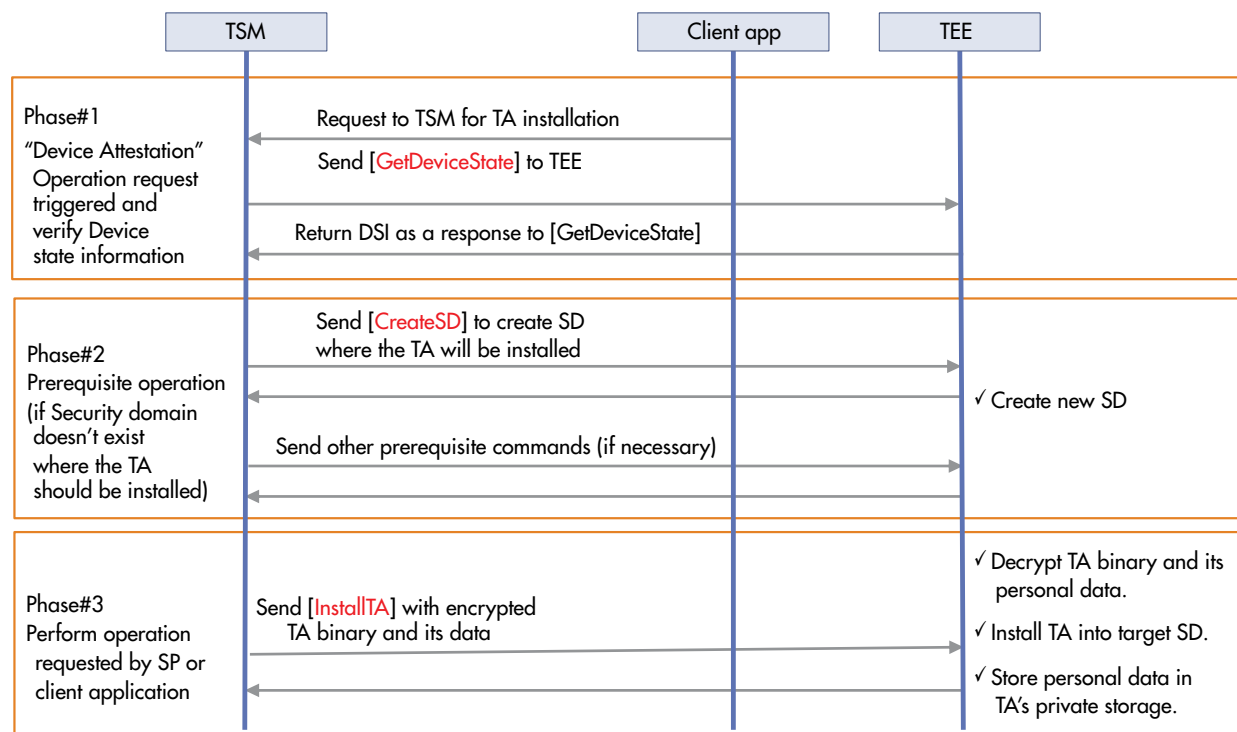 TSM
Client app
TEE
Phase#1
“Device Attestation”
Operation request
triggered and
verify Device
state information
Request to TSM for TA installation
Send [GetDeviceState] to TEE
Return DSI as a response to [GetDeviceState]
Phase#2
Prerequisite operation
(if Security domain
doesn’t exist
where the TA
should be installed)
Send [CreateSD] to create SD
where the TA will be installed
✓ Create new SD
Send other prerequisite commands (if necessary)
Phase#3
Perform operation
requested by SP or
client application
Send [InstallTA] with encrypted
TA binary and its data
✓ Decrypt TA binary and its
personal data.
✓ Install TA into target SD.
✓ Store personal data in
TA’s private storage.